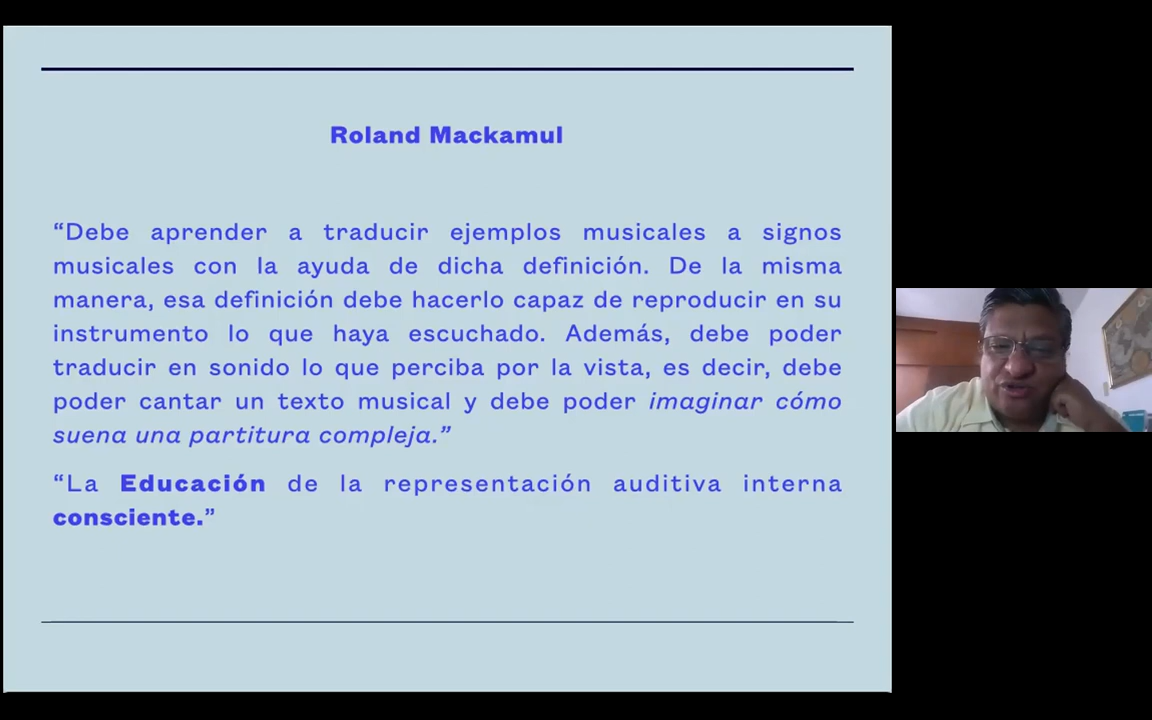 Roland Mackamul
“Debe aprender a traducir ejemplos musicales a signos
musicales con la ayuda de dicha definición. De la misma
manera, esa definición debe hacerlo capaz de reproducir en su
instrumento lo que haya escuchado. Además, debe poder
traducir en sonido lo que perciba por la vista, es decir, debe
poder cantar un texto musical y debe poder imaginar cómo
suena una partitura compleja.”
“La Educación de la representación auditiva interna
consciente.”